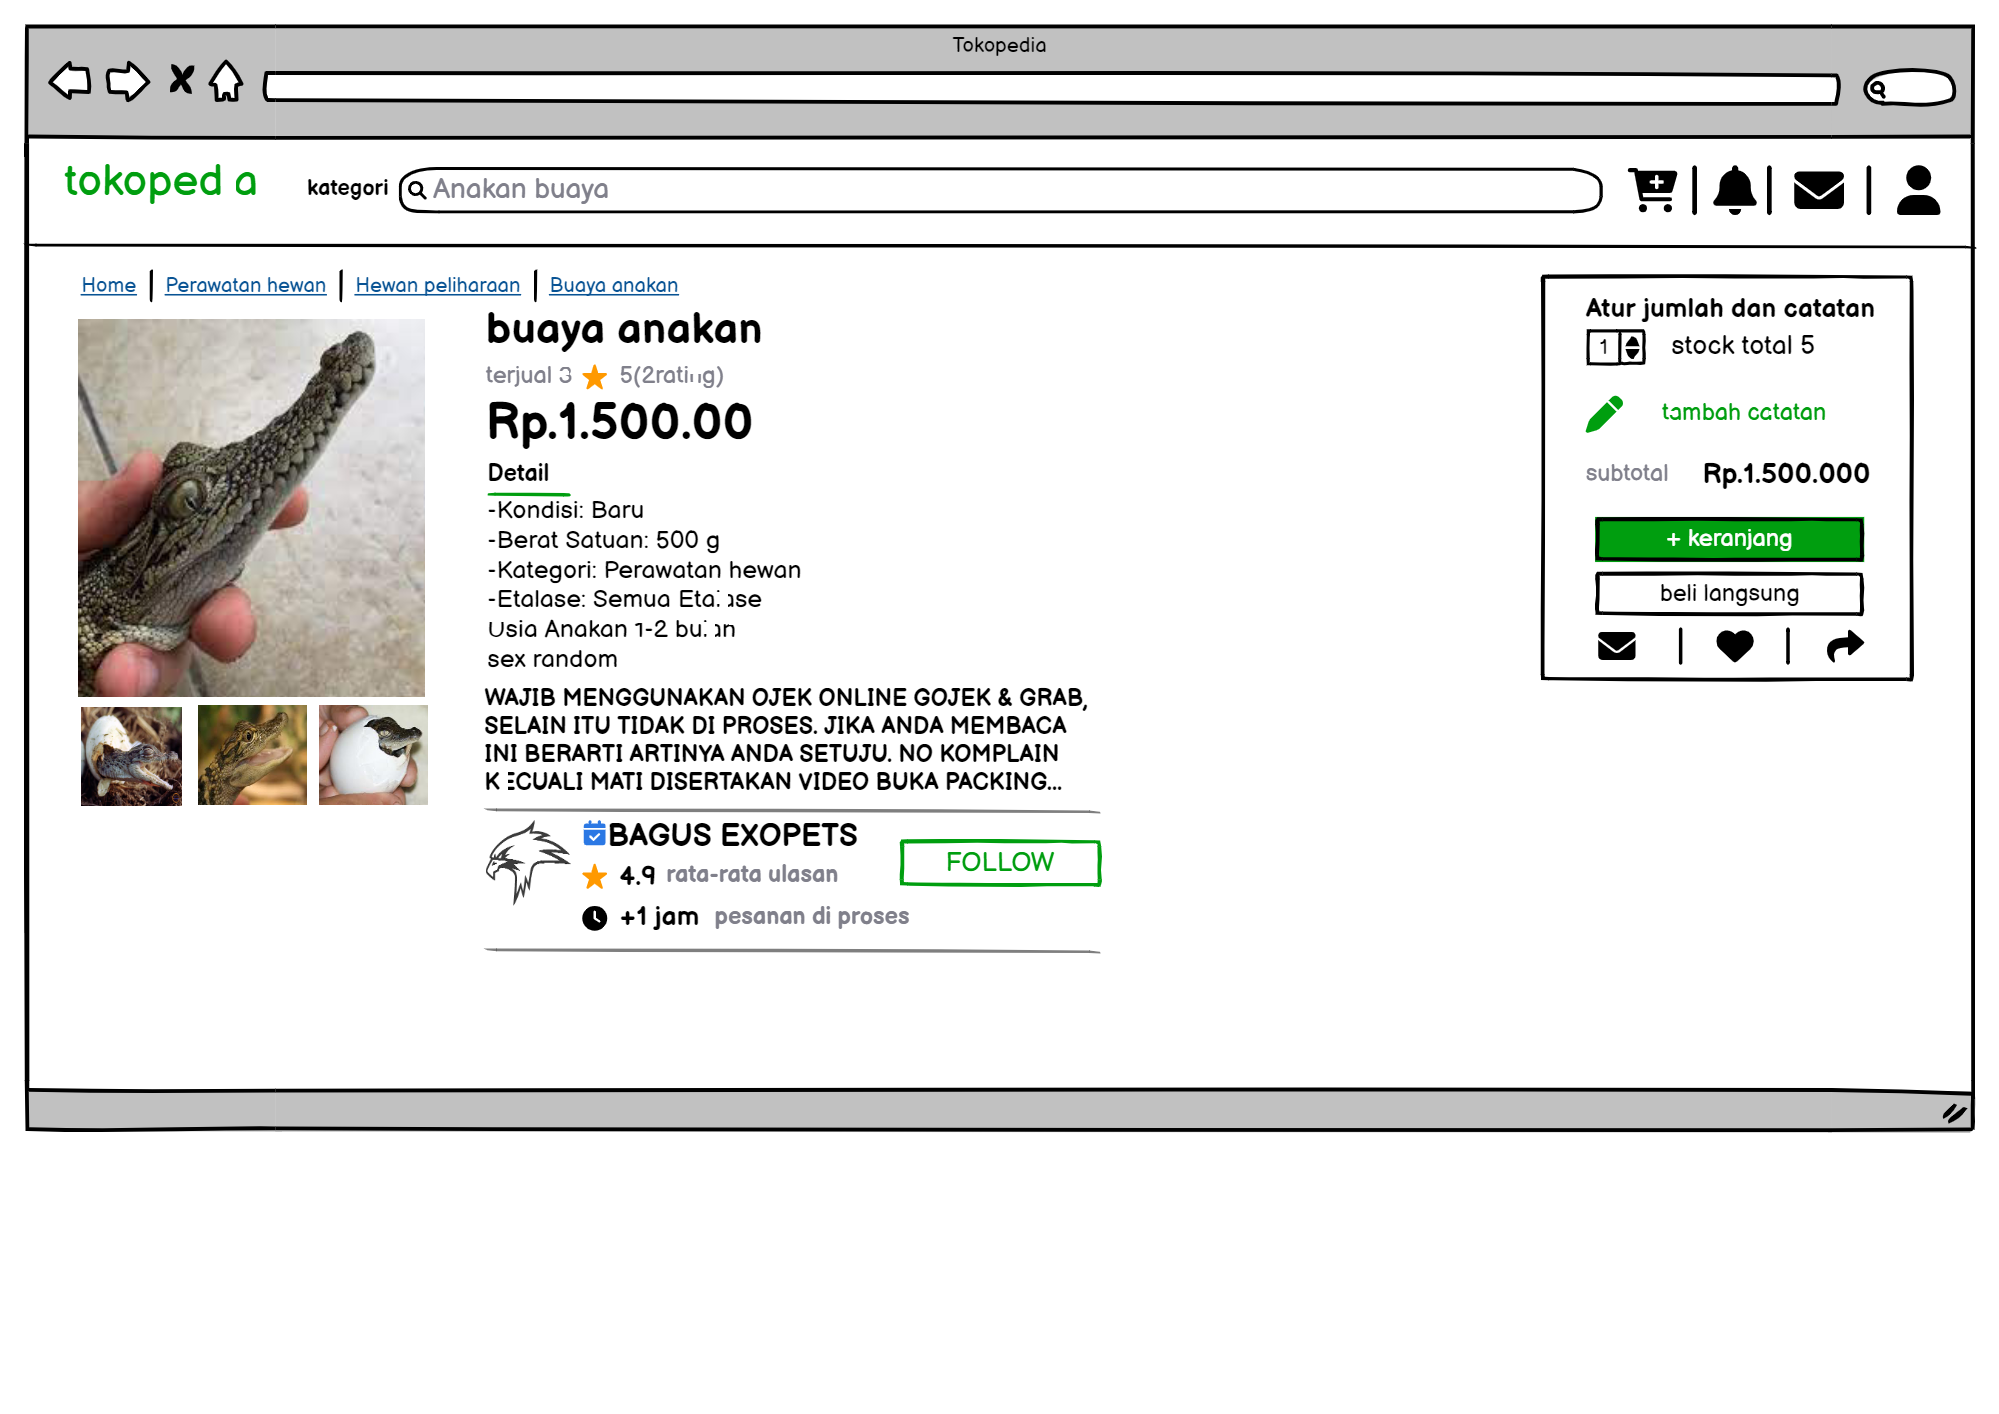 Tokopedia
tokoped a
kategori
Anakan buaya
Home
Perawatan hewan
Hewan peliharaan
Buaya anakan
buaya anakan
terjual 3
5(2rating)
Rp.1.500.00
Detail
-Kondisi: Baru
-Berat Satuan: 500 g
-Kategori: Perawatan hewan
-Etalase: Semua Etalase
Usia Anakan 1-2 bulan
sex random
WAJIB MENGGUNAKAN OJEK ONLINE GOJEK & GRAB,
SELAIN ITU TIDAK DI PROSES. JIKA ANDA MEMBACA
INI BERARTI ARTINYA ANDA SETUJU. NO KOMPLAIN
KECUALI MATI DISERTAKAN VIDEO BUKA PACKING...
BAGUS EXOPETS
4.9 rata-rata ulasan
+1 jam pesanan di proses
FOLLOW
Atur jumlah dan catatan
1
stock total 5
tambah catatan
subtotal Rp.1.500.000
+ keranjang
beli langsung